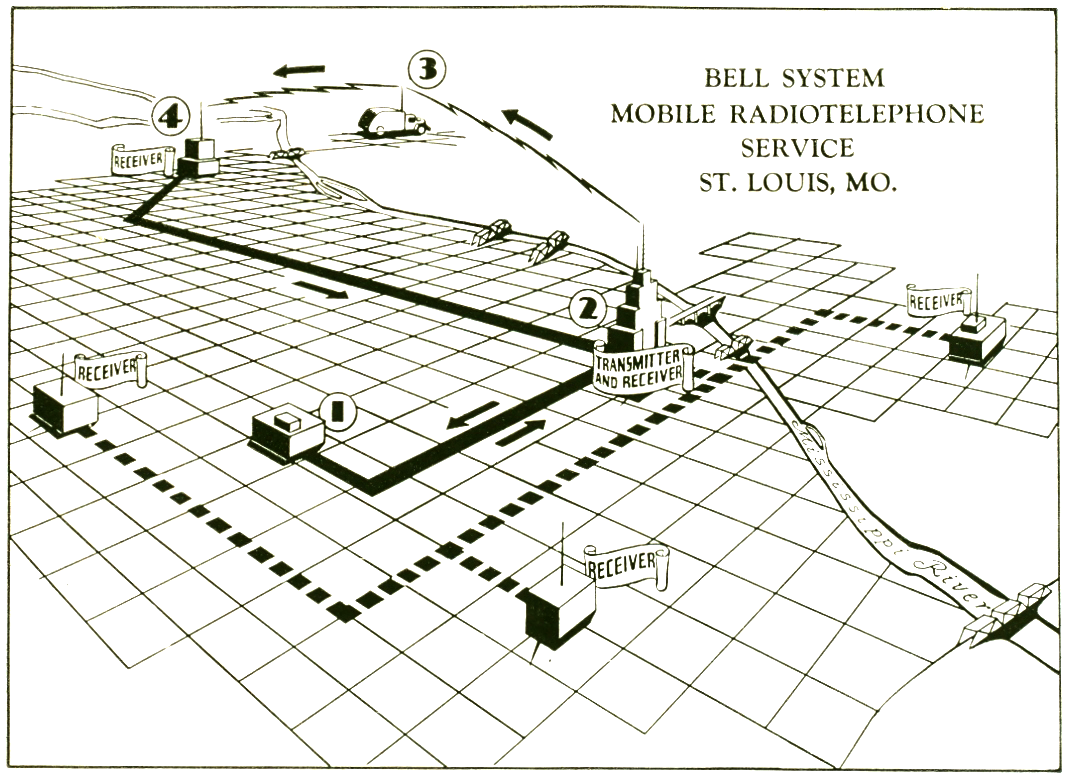 BELL SYSTEM
MOBILE RADIOTELEPHONE
SERVICE
ST. LOUIS, MO.
3
4
RECEIVER
2
RECEIVER
TRANSMITTER
AND RECEIVER
RECEIVER
1
Mississippi River
RECEIVER